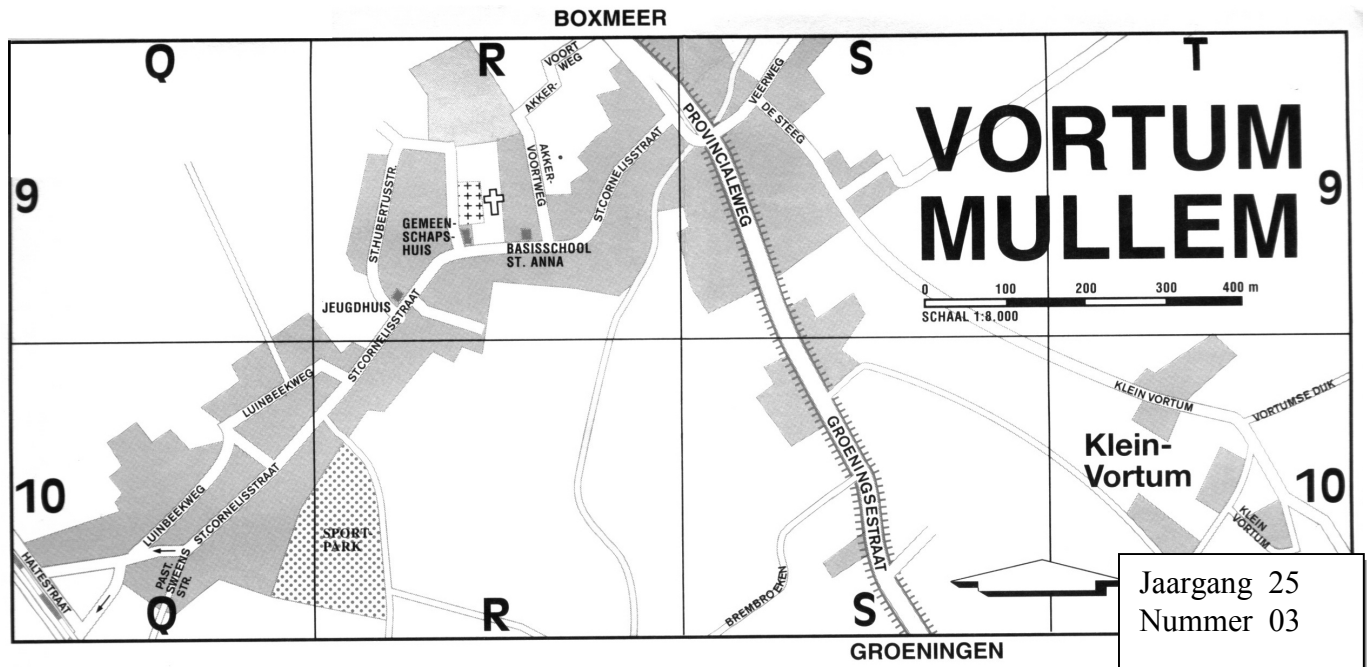 BOXMEER
Q
R
S
T
VOORT
WEG
AKKER-
VEERWEG
DE STEEG
PROVINCIALEWEG
VORTUM
MULLEM
9
9
ST.HUBERTUSSTR.
AKKER-
VOORTWEG
ST.CORNELISSTRAAT
GEMEEN-
SCHAPS-
HUIS
BASISSCHOOL
ST. ANNA
0 100 200 300 400 m
SCHAAL 1:8.000
JEUGDHUIS
ST.CORNELISSTRAAT
LUINBEEKWEG
KLEIN VORTUM
VORTUMSE DIJK
GROENINGSESTRAAT
Klein-
Vortum
10
10
LUINBEEKWEG
ST.CORNELISSTRAAT
KLEIN
VORTUM
SPORT-
PARK
HALTESTRAAT
PAST.
SWEENS
STR.
BREMBROEKEN
Q
R
S
GROENINGEN
Jaargang 25
Nummer 03